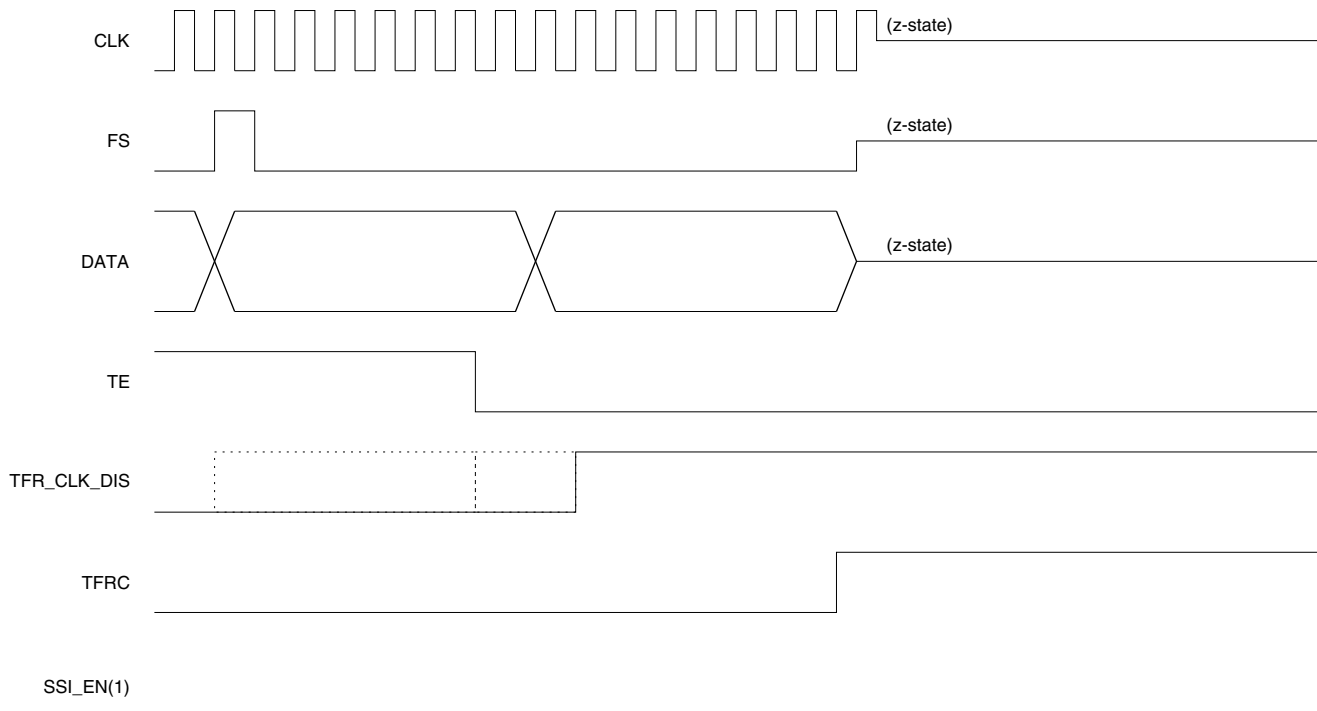 CLK
(z-state)
FS
(z-state)
DATA
(z-state)
TE
TFR_CLK_DIS
TFRC
SSI_EN(1)